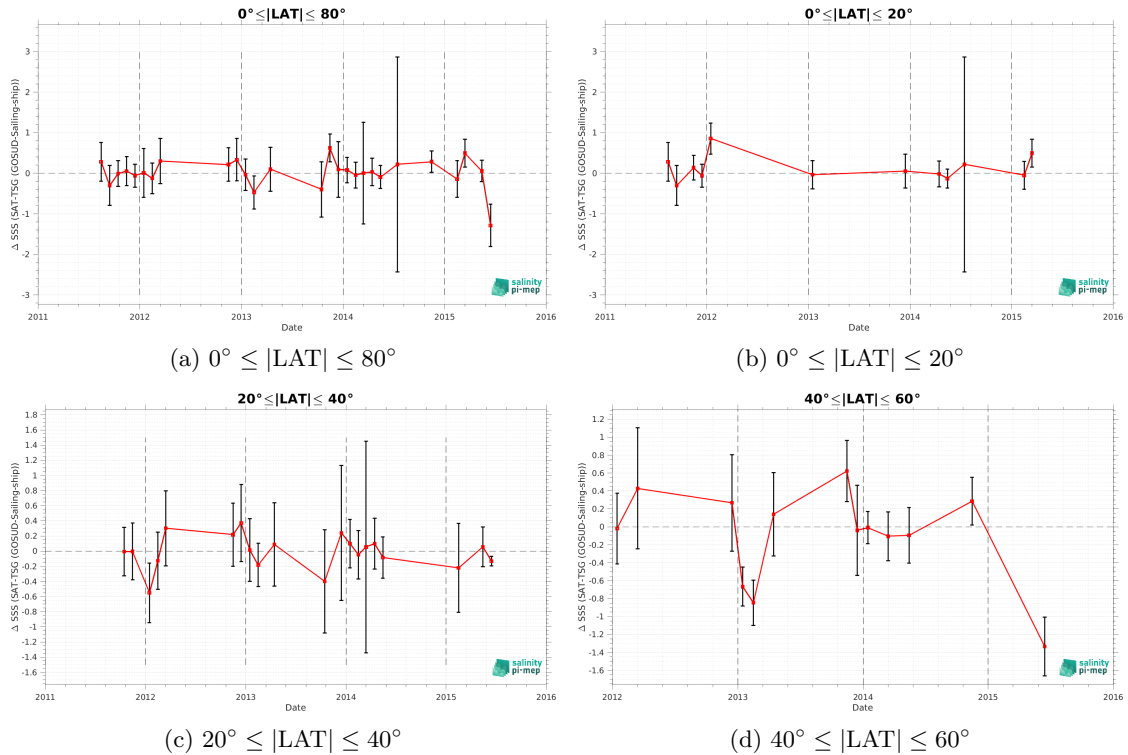 0°≤|LAT|≤ 80°
Δ SSS (SAT-TSG (GOSUD-Sailing-ship))
3
2
1
0
-1
-2
-3
2011 2012 2013 2014 2015 2016
Date
salinity
pi-mep
(a) 0° ≤ |LAT| ≤ 80°
0°≤|LAT|≤ 20°
Δ SSS (SAT-TSG (GOSUD-Sailing-ship))
3
2
1
0
-1
-2
-3
2011 2012 2013 2014 2015 2016
Date
salinity
pi-mep
(b) 0° ≤ |LAT| ≤ 20°
20°≤|LAT|≤ 40°
Δ SSS (SAT-TSG (GOSUD-Sailing-ship))
1.8
1.6
1.4
1.2
1
0.8
0.6
0.4
0.2
0
-0.2
-0.4
-0.6
-0.8
-1
-1.2
-1.4
-1.6
2011 2012 2013 2014 2015 2016
Date
salinity
pi-mep
(c) 20° ≤ |LAT| ≤ 40°
40°≤|LAT|≤ 60°
Δ SSS (SAT-TSG (GOSUD-Sailing-ship))
1.2
1
0.8
0.6
0.4
0.2
0
-0.2
-0.4
-0.6
-0.8
-1
-1.2
-1.4
-1.6
2012 2013 2014 2015 2016
Date
salinity
pi-mep
(d) 40° ≤ |LAT| ≤ 60°